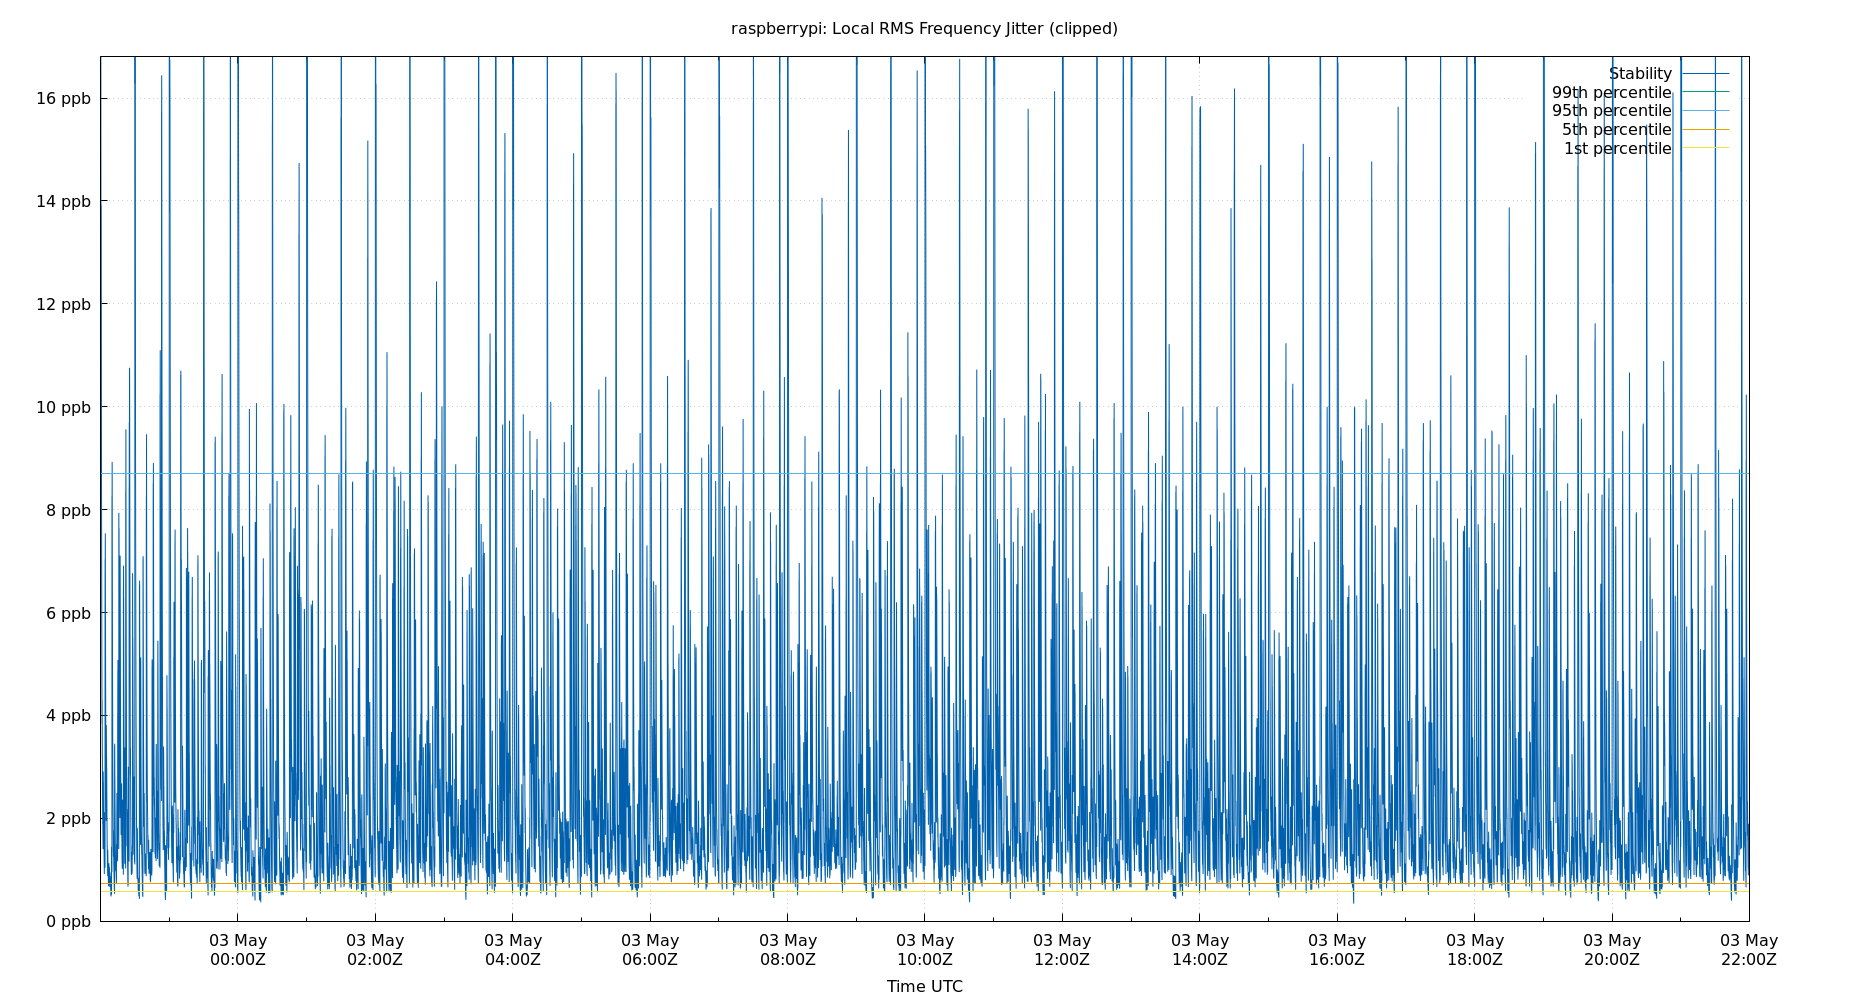 raspberrypi: Local RMS Frequency Jitter (clipped)
Stability
99th percentile
95th percentile
5th percentile
1st percentile
16 ppb
14 ppb
12 ppb
10 ppb
8 ppb
6 ppb
4 ppb
2 ppb
0 ppb
03 May 03 May 03 May 03 May 03 May 03 May 03 May 03 May 03 May 03 May 03 May 03 May
00:00Z 02:00Z 04:00Z 06:00Z 08:00Z 10:00Z 12:00Z 14:00Z 16:00Z 18:00Z 20:00Z 22:00Z
Time UTC